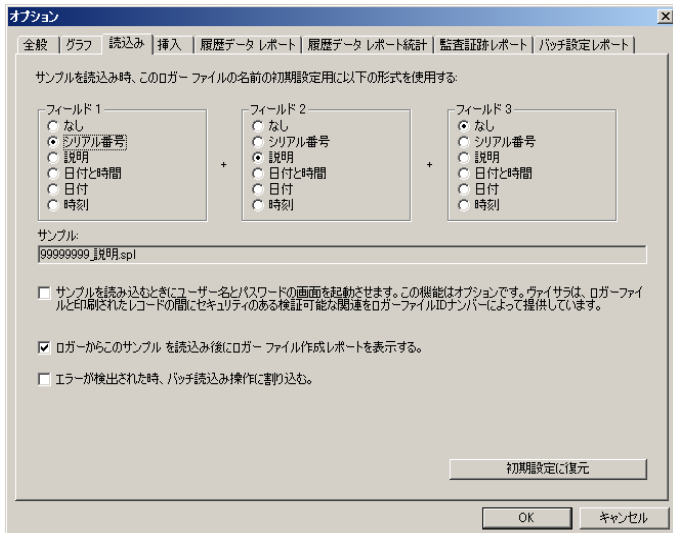 オプション
全般 グラフ 読込み 挿入 履歴データ レポート 履歴データ レポート統計 監査証跡レポート バッチ設定レポート
サンプルを読込み時、このロガー ファイルの名前の初期設定用に以下の形式を使用する:
フィールド 1 フィールド 2 フィールド 3
なし なし なし
シリアル番号 シリアル番号 シリアル番号
説明 + 説明 + 説明
日付と時間 日付と時間 日付と時間
日付 日付 日付
時刻 時刻 時刻
サンプル:
99999999_説明.spl
サンプルを読み込むときにユーザー名とパスワードの画面を起動させます。この機能はオプションです。ヴァイサラは、ロガーファイ
ルと印刷されたレコードの間にセキュリティのある検証可能な関連をロガーファイルIDナンバーによって提供しています。
ロガーからこのサンプル を読込み後にロガー ファイル作成レポートを表示する。
エラーが検出された時、バッチ読込み操作に割り込む。
初期設定に復元
OK キャンセル